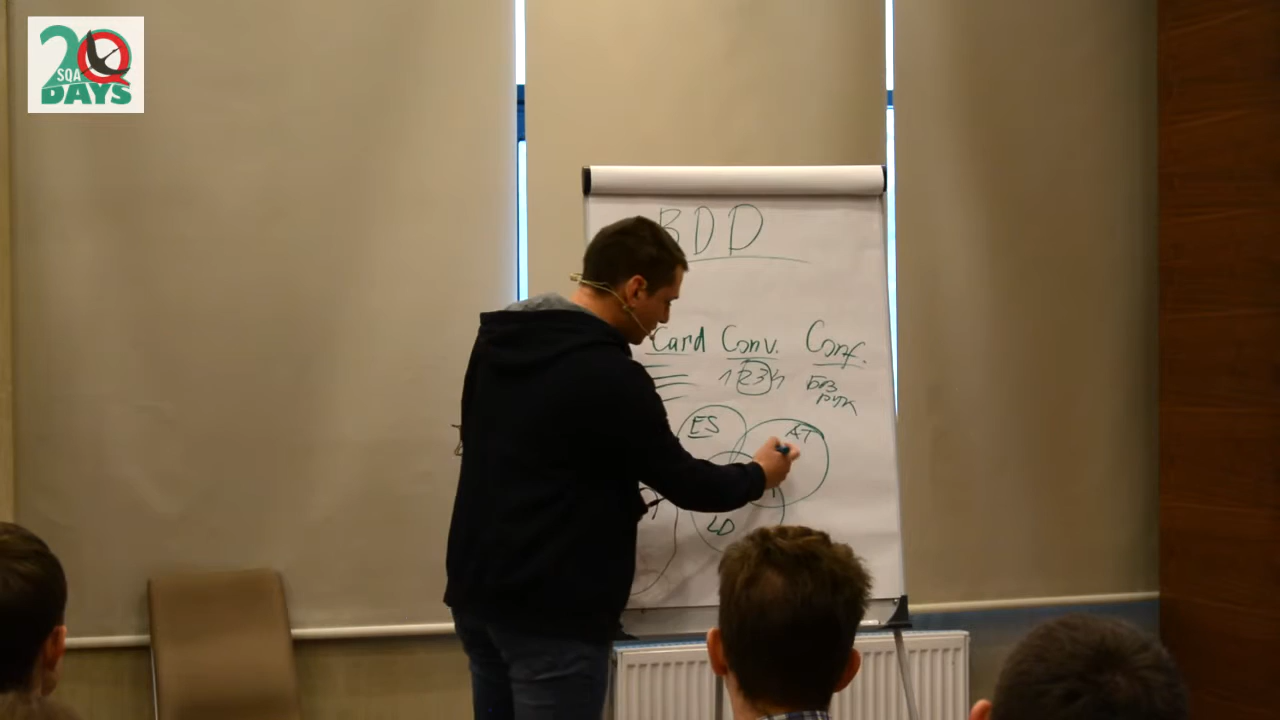 20
SQA
DAYS
BDD
Card Conv. Conf.
1 2 3 4
БЕЗ
РУК
ES
AT
LD